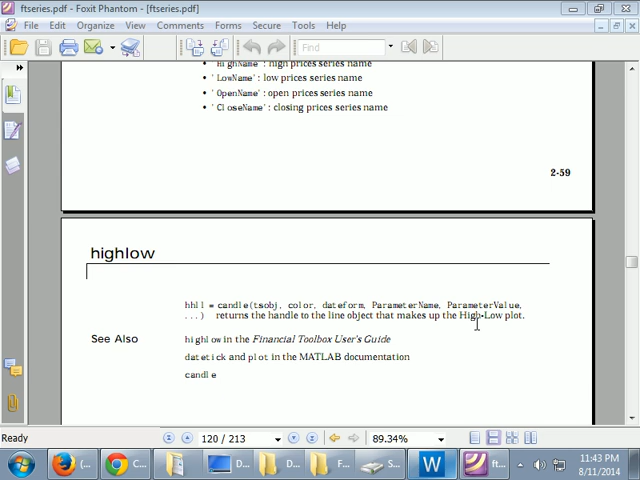 ftseries.pdf - Foxit Phantom - [ftseries.pdf]
File Edit Organize View Comments Forms Secure Tools Help
Find
• 'HighName': high prices series name
• 'LowName': low prices series name
• 'OpenName': open prices series name
• 'CloseName': closing prices series name
2-59
highlow
hhll = candle(tsobj, color, dateform, ParameterName, ParameterValue,
...) returns the handle to the line object that makes up the High-Low plot.
See Also
highlow in the Financial Toolbox User's Guide
datetick and plot in the MATLAB documentation
candle
Ready
120 / 213
89.34%
(...
C...
D...
D...
F...
S...
W
ft...
11:43 PM
8/11/2014